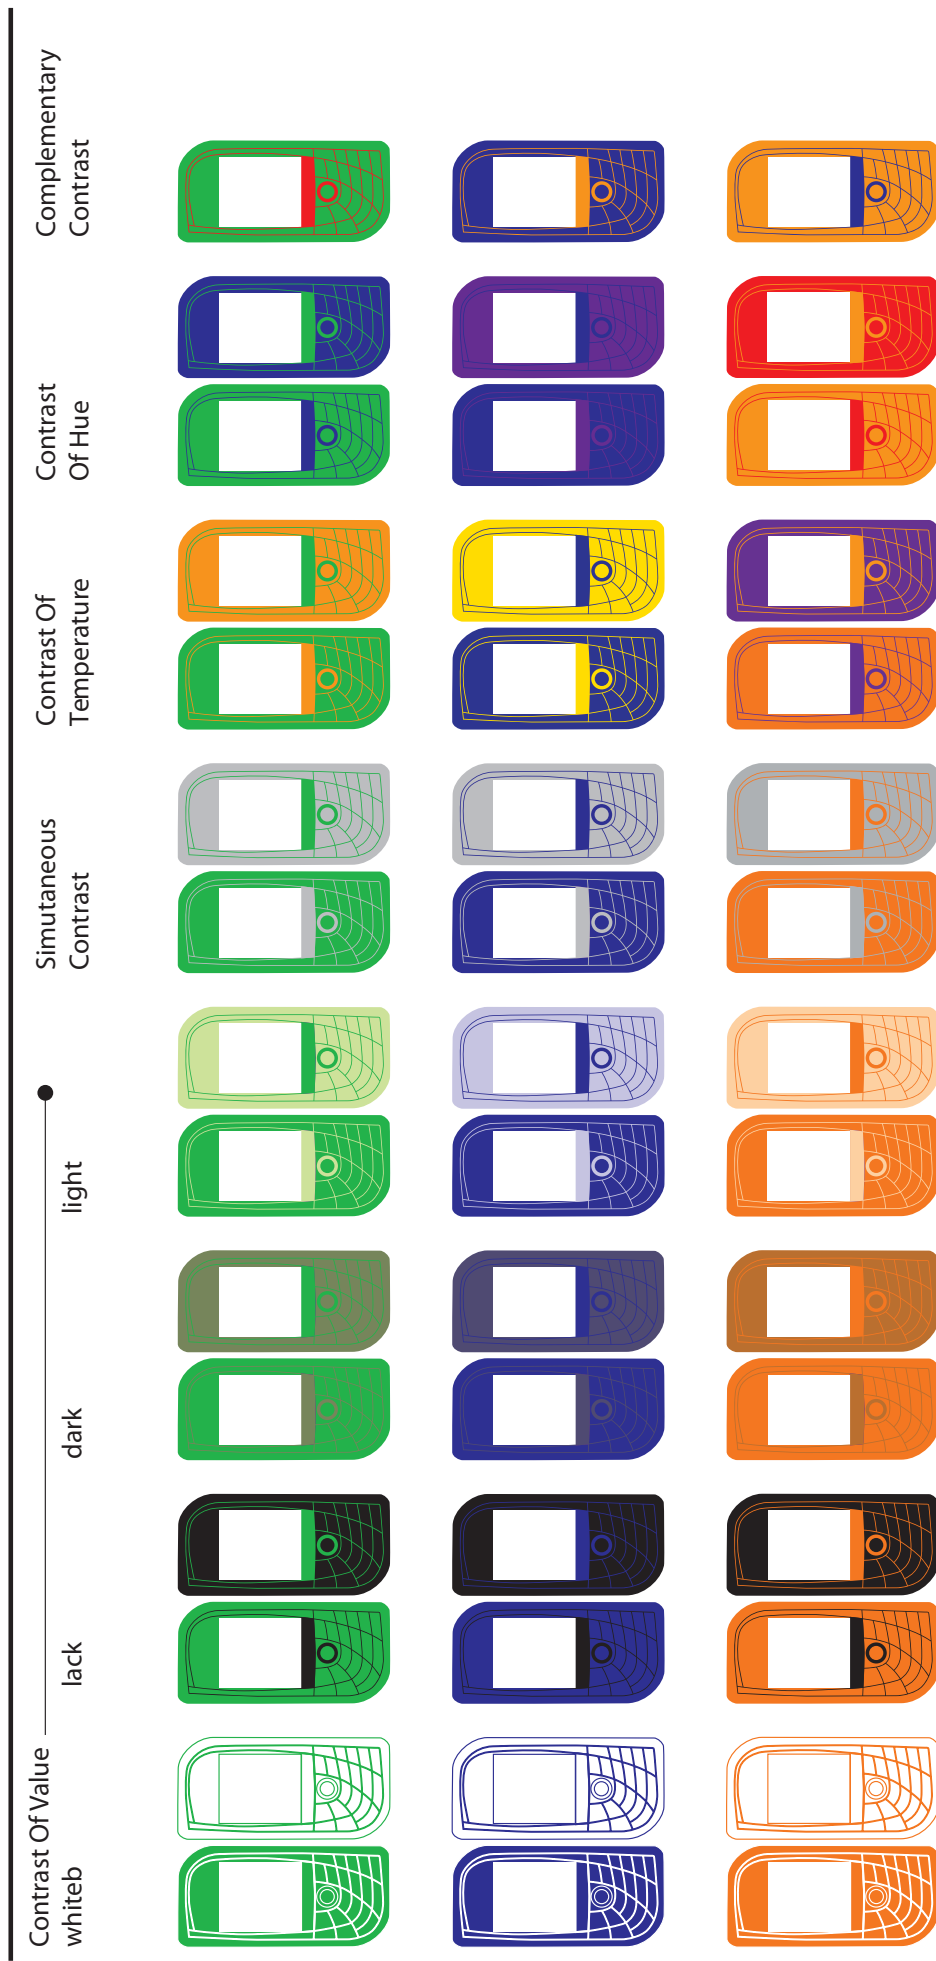 Contrast Of Value
whiteb
lack
dark
light
Simutaneous
Contrast
Contrast Of
Temperature
Contrast
Of Hue
Complementary
Contrast